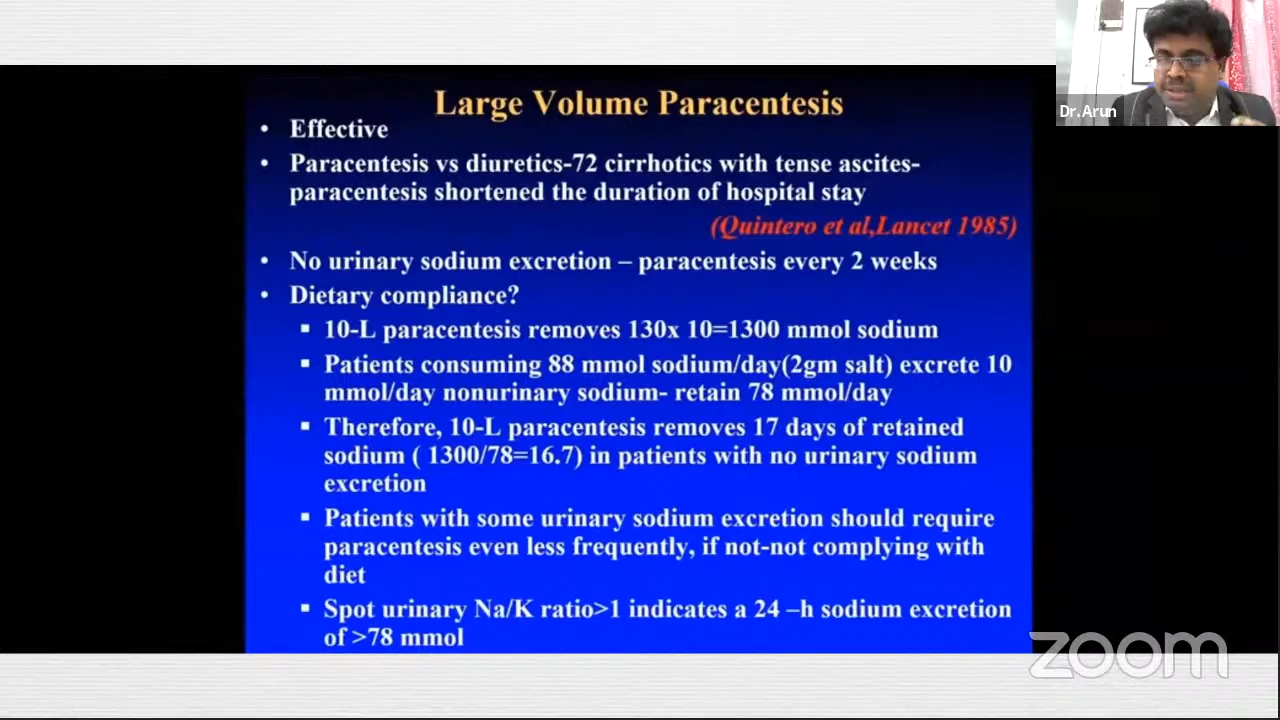 Dr.Arun
Large Volume Paracentesis
• Effective
• Paracentesis vs diuretics-72 cirrhotics with tense ascites-
paracentesis shortened the duration of hospital stay
(Quintero et al,Lancet 1985)
• No urinary sodium excretion – paracentesis every 2 weeks
• Dietary compliance?
▪ 10-L paracentesis removes 130x 10=1300 mmol sodium
▪ Patients consuming 88 mmol sodium/day(2gm salt) excrete 10
mmol/day nonurinary sodium- retain 78 mmol/day
▪ Therefore, 10-L paracentesis removes 17 days of retained
sodium ( 1300/78=16.7) in patients with no urinary sodium
excretion
▪ Patients with some urinary sodium excretion should require
paracentesis even less frequently, if not-not complying with
diet
▪ Spot urinary Na/K ratio>1 indicates a 24 –h sodium excretion
of >78 mmol
zoom